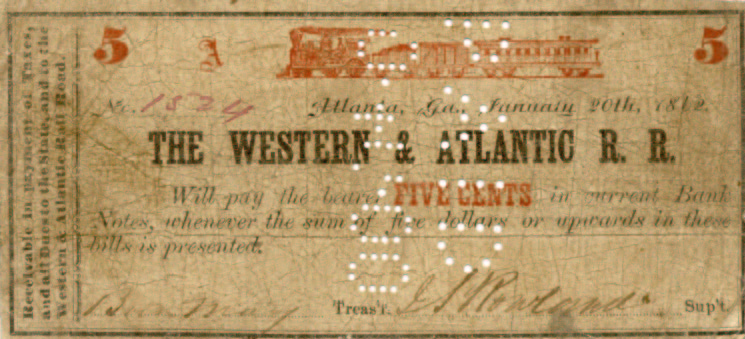 5 A 5
No. 1524 Atlanta, Ga. January 20th, 1862.
THE WESTERN & ATLANTIC R. R.
Will pay the bearer FIVE CENTS in current Bank
Notes, whenever the sum of five dollars or upwards in these
bills is presented.
Treas'r. Sup't.
Receivable in payment of Taxes,
and all Dues to the State, and to the
Western & Atlantic Rail Road.